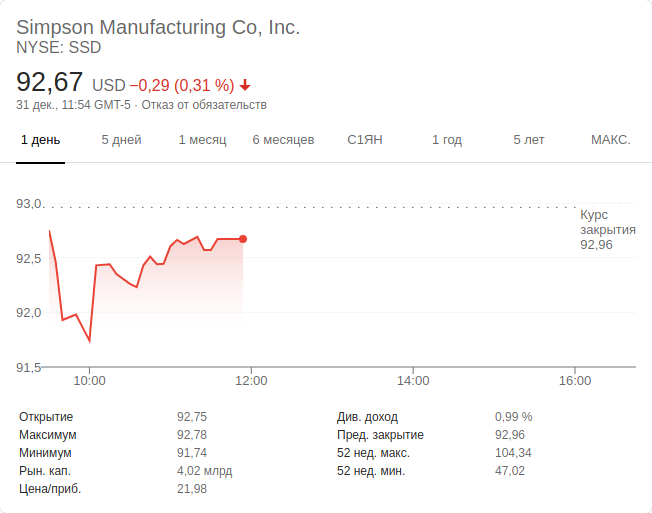 Simpson Manufacturing Co, Inc.
NYSE: SSD
92,67 USD −0,29 (0,31 %)
31 дек., 11:54 GMT-5 · Отказ от обязательств
1 день 5 дней 1 месяц 6 месяцев С1ЯН 1 год 5 лет МАКС.
93,0
Курс
закрытия
92,96
92,5
92,0
91,5
10:00 12:00 14:00 16:00
Открытие 92,75 Див. доход 0,99 %
Максимум 92,78 Пред. закрытие 92,96
Минимум 91,74 52 нед. макс. 104,34
Рын. кап. 4,02 млрд 52 нед. мин. 47,02
Цена/приб. 21,98